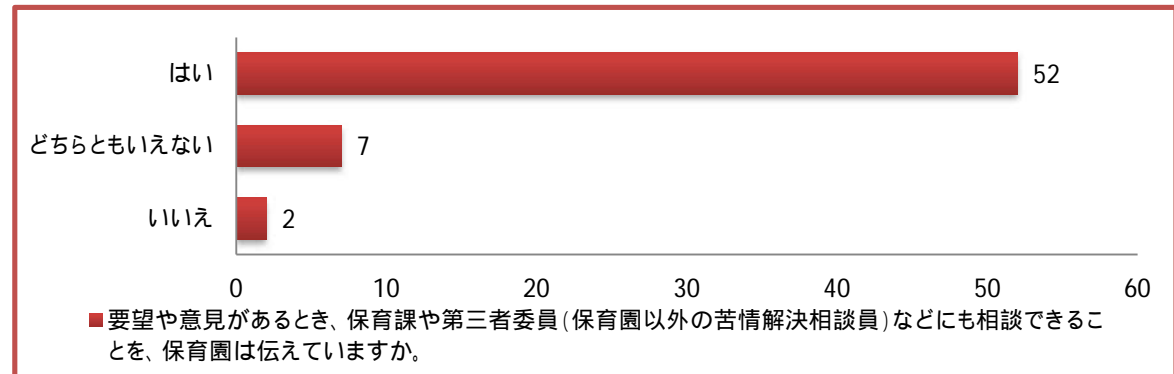 はい 52
どちらともいえない 7
いいえ 2
0 10 20 30 40 50 60
要望や意見があるとき、保育課や第三者委員(保育園以外の苦情解決相談員)などにも相談できるこ
とを、保育園は伝えていますか。